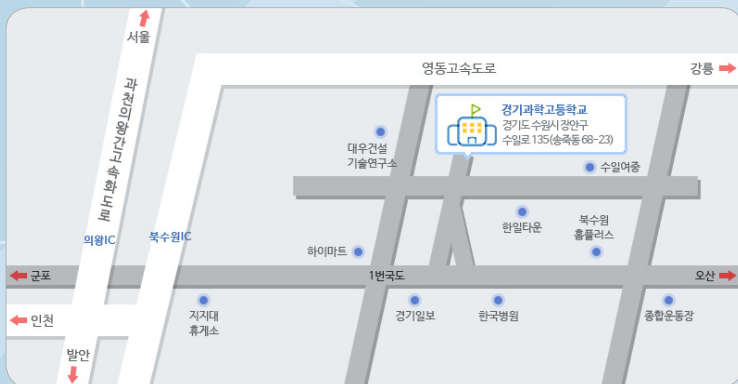 서울
과천의왕간고속화도로
영동고속도로
강릉
경기과학고등학교
경기도 수원시 장안구
수일로 135(송죽동 68-23)
대우건설
기술연구소
수일여중
의왕IC
북수원IC
하이마트
한일타운
북수원
홈플러스
군포
1번국도
오산
인천
지지대
휴게소
경기일보
한국병원
종합운동장
발안